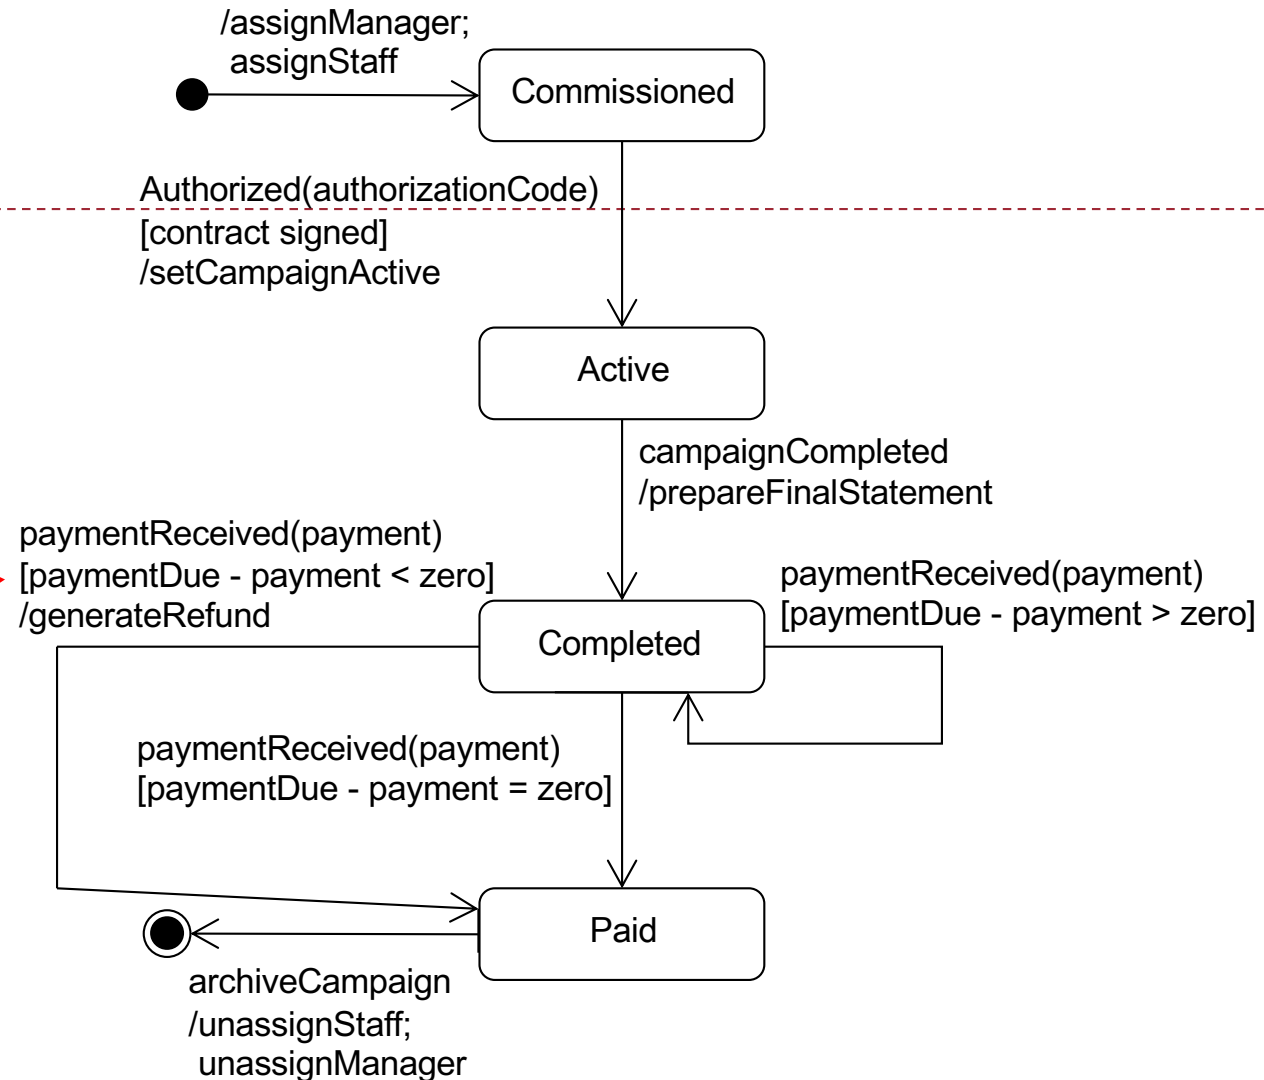 /assignManager;
assignStaff
Commissioned
Authorized(authorizationCode)
[contract signed]
/setCampaignActive
Active
campaignCompleted
/prepareFinalStatement
paymentReceived(payment)
[paymentDue - payment < zero]
/generateRefund
paymentReceived(payment)
[paymentDue - payment > zero]
Completed
paymentReceived(payment)
[paymentDue - payment = zero]
Paid
archiveCampaign
/unassignStaff;
unassignManager